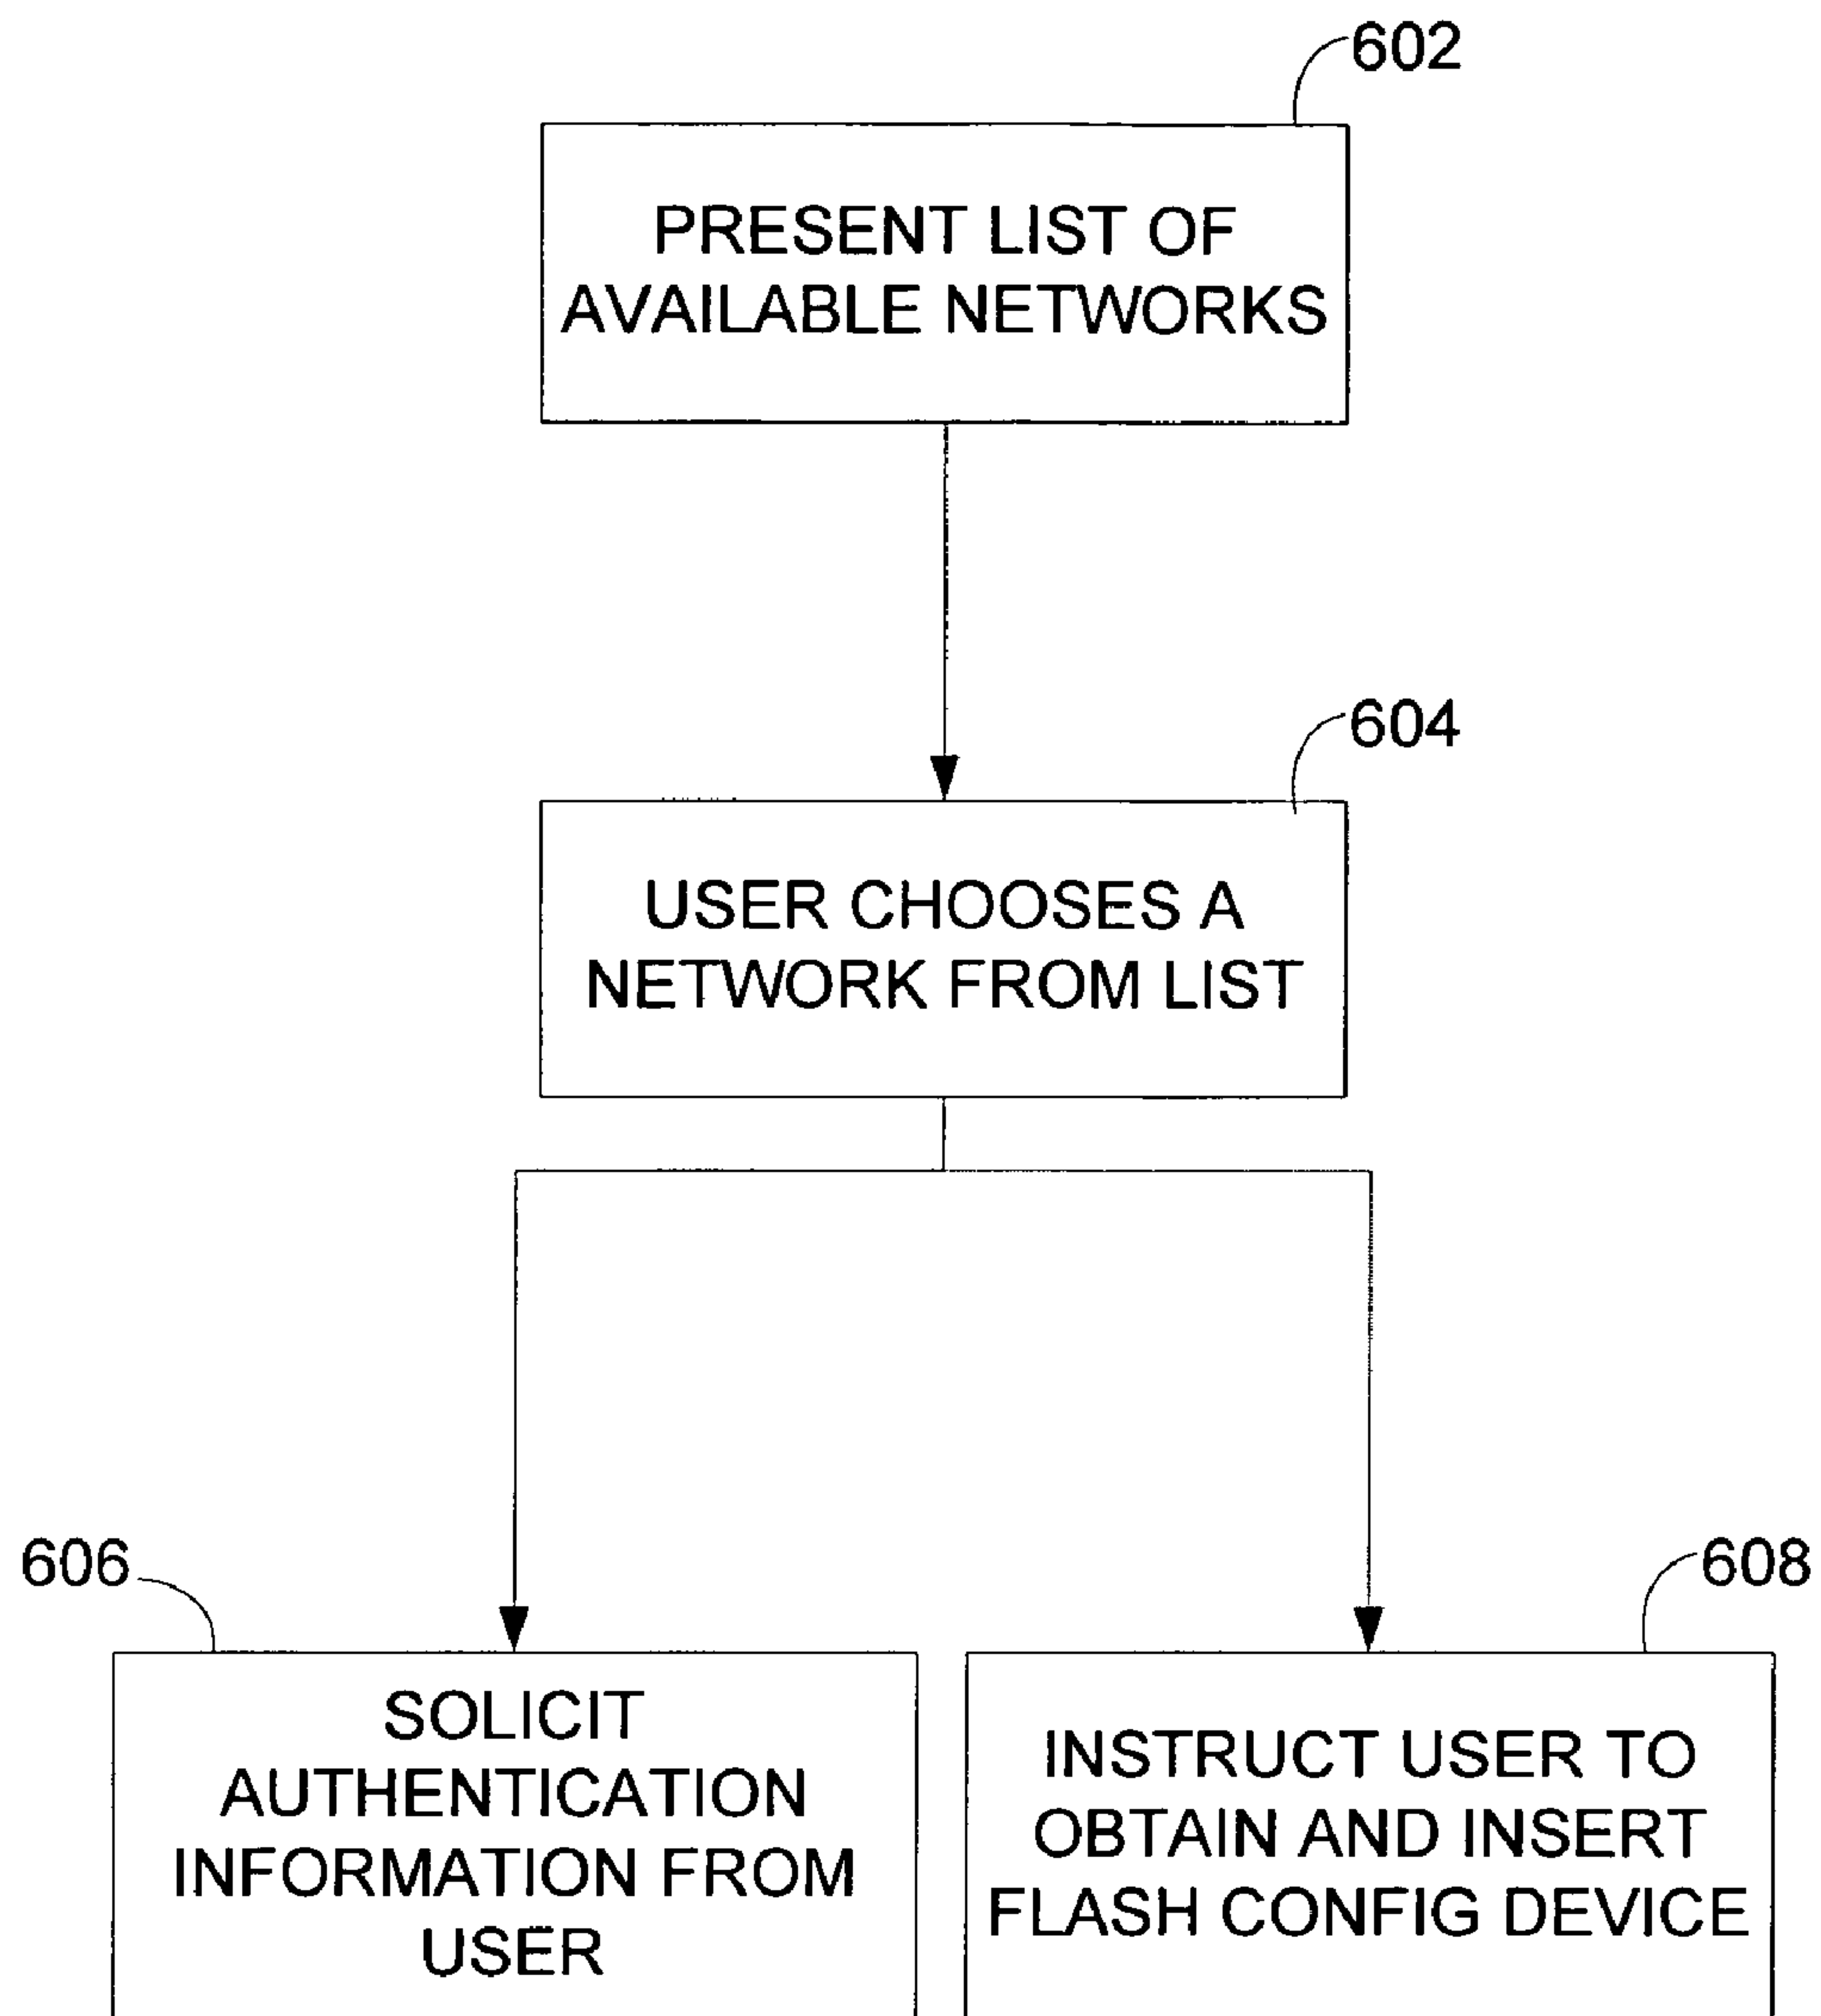 602
PRESENT LIST OF
AVAILABLE NETWORKS
604
USER CHOOSES A
NETWORK FROM LIST
606
SOLICIT
AUTHENTICATION
INFORMATION FROM
USER
608
INSTRUCT USER TO
OBTAIN AND INSERT
FLASH CONFIG DEVICE